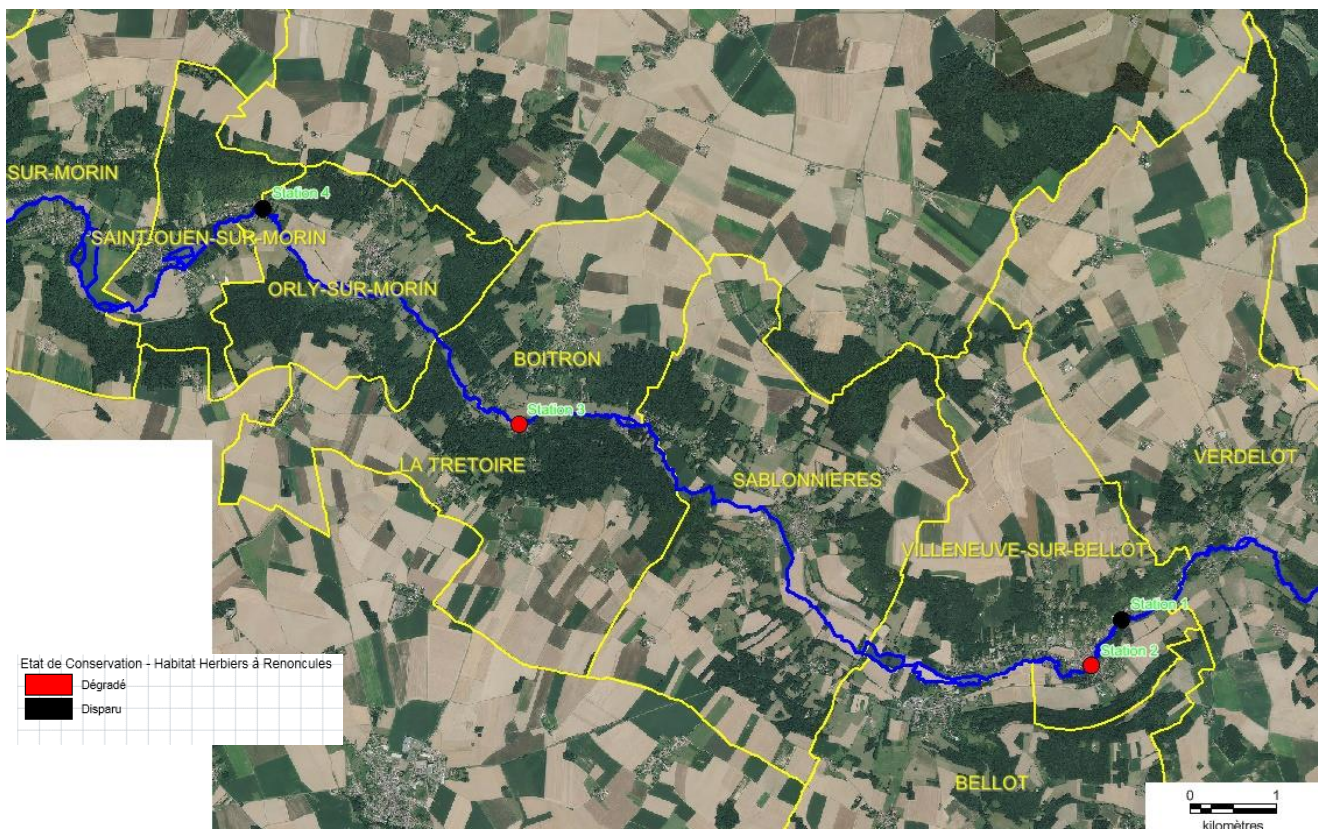 SUR-MORIN
Station 4
SAINT-OUEN-SUR-MORIN
ORLY-SUR-MORIN
BOITRON
Station 3
LA TRETOIRE
SABLONNIERES
VERDELOT
VILLENEUVE-SUR-BELLOT
Station 1
Station 2
BELLOT
Etat de Conservation - Habitat Herbiers à Renoncules
Dégradé
Disparu
0 1
kilomètres